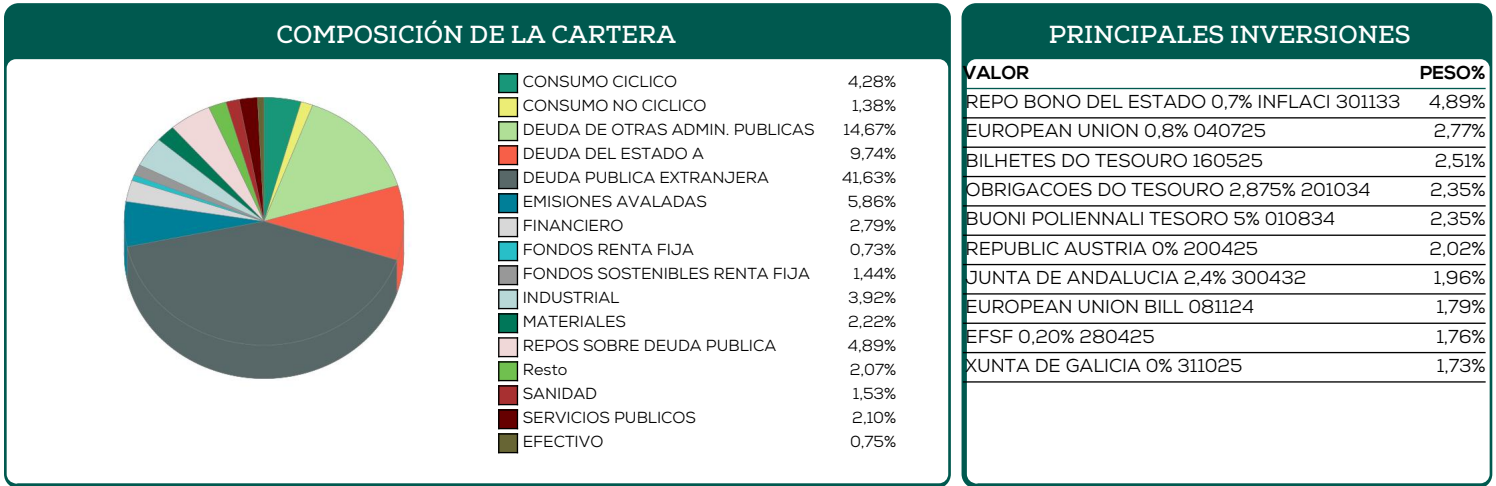 COMPOSICIÓN DE LA CARTERA
CONSUMO CICLICO 4,28%
CONSUMO NO CICLICO 1,38%
DEUDA DE OTRAS ADMIN. PUBLICAS 14,67%
DEUDA DEL ESTADO A 9,74%
DEUDA PUBLICA EXTRANJERA 41,63%
EMISIONES AVALADAS 5,86%
FINANCIERO 2,79%
FONDOS RENTA FIJA 0,73%
FONDOS SOSTENIBLES RENTA FIJA 1,44%
INDUSTRIAL 3,92%
MATERIALES 2,22%
REPOS SOBRE DEUDA PUBLICA 4,89%
Resto 2,07%
SANIDAD 1,53%
SERVICIOS PUBLICOS 2,10%
EFECTIVO 0,75%
PRINCIPALES INVERSIONES
VALOR PESO%
REPO BONO DEL ESTADO 0,7% INFLACI 301133 4,89%
EUROPEAN UNION 0,8% 040725 2,77%
BILHETES DO TESOURO 160525 2,51%
OBRIGACOES DO TESOURO 2,875% 201034 2,35%
BUONI POLIENNALI TESORO 5% 010834 2,35%
REPUBLIC AUSTRIA 0% 200425 2,02%
JUNTA DE ANDALUCIA 2,4% 300432 1,96%
EUROPEAN UNION BILL 081124 1,79%
EFSF 0,20% 280425 1,76%
XUNTA DE GALICIA 0% 311025 1,73%